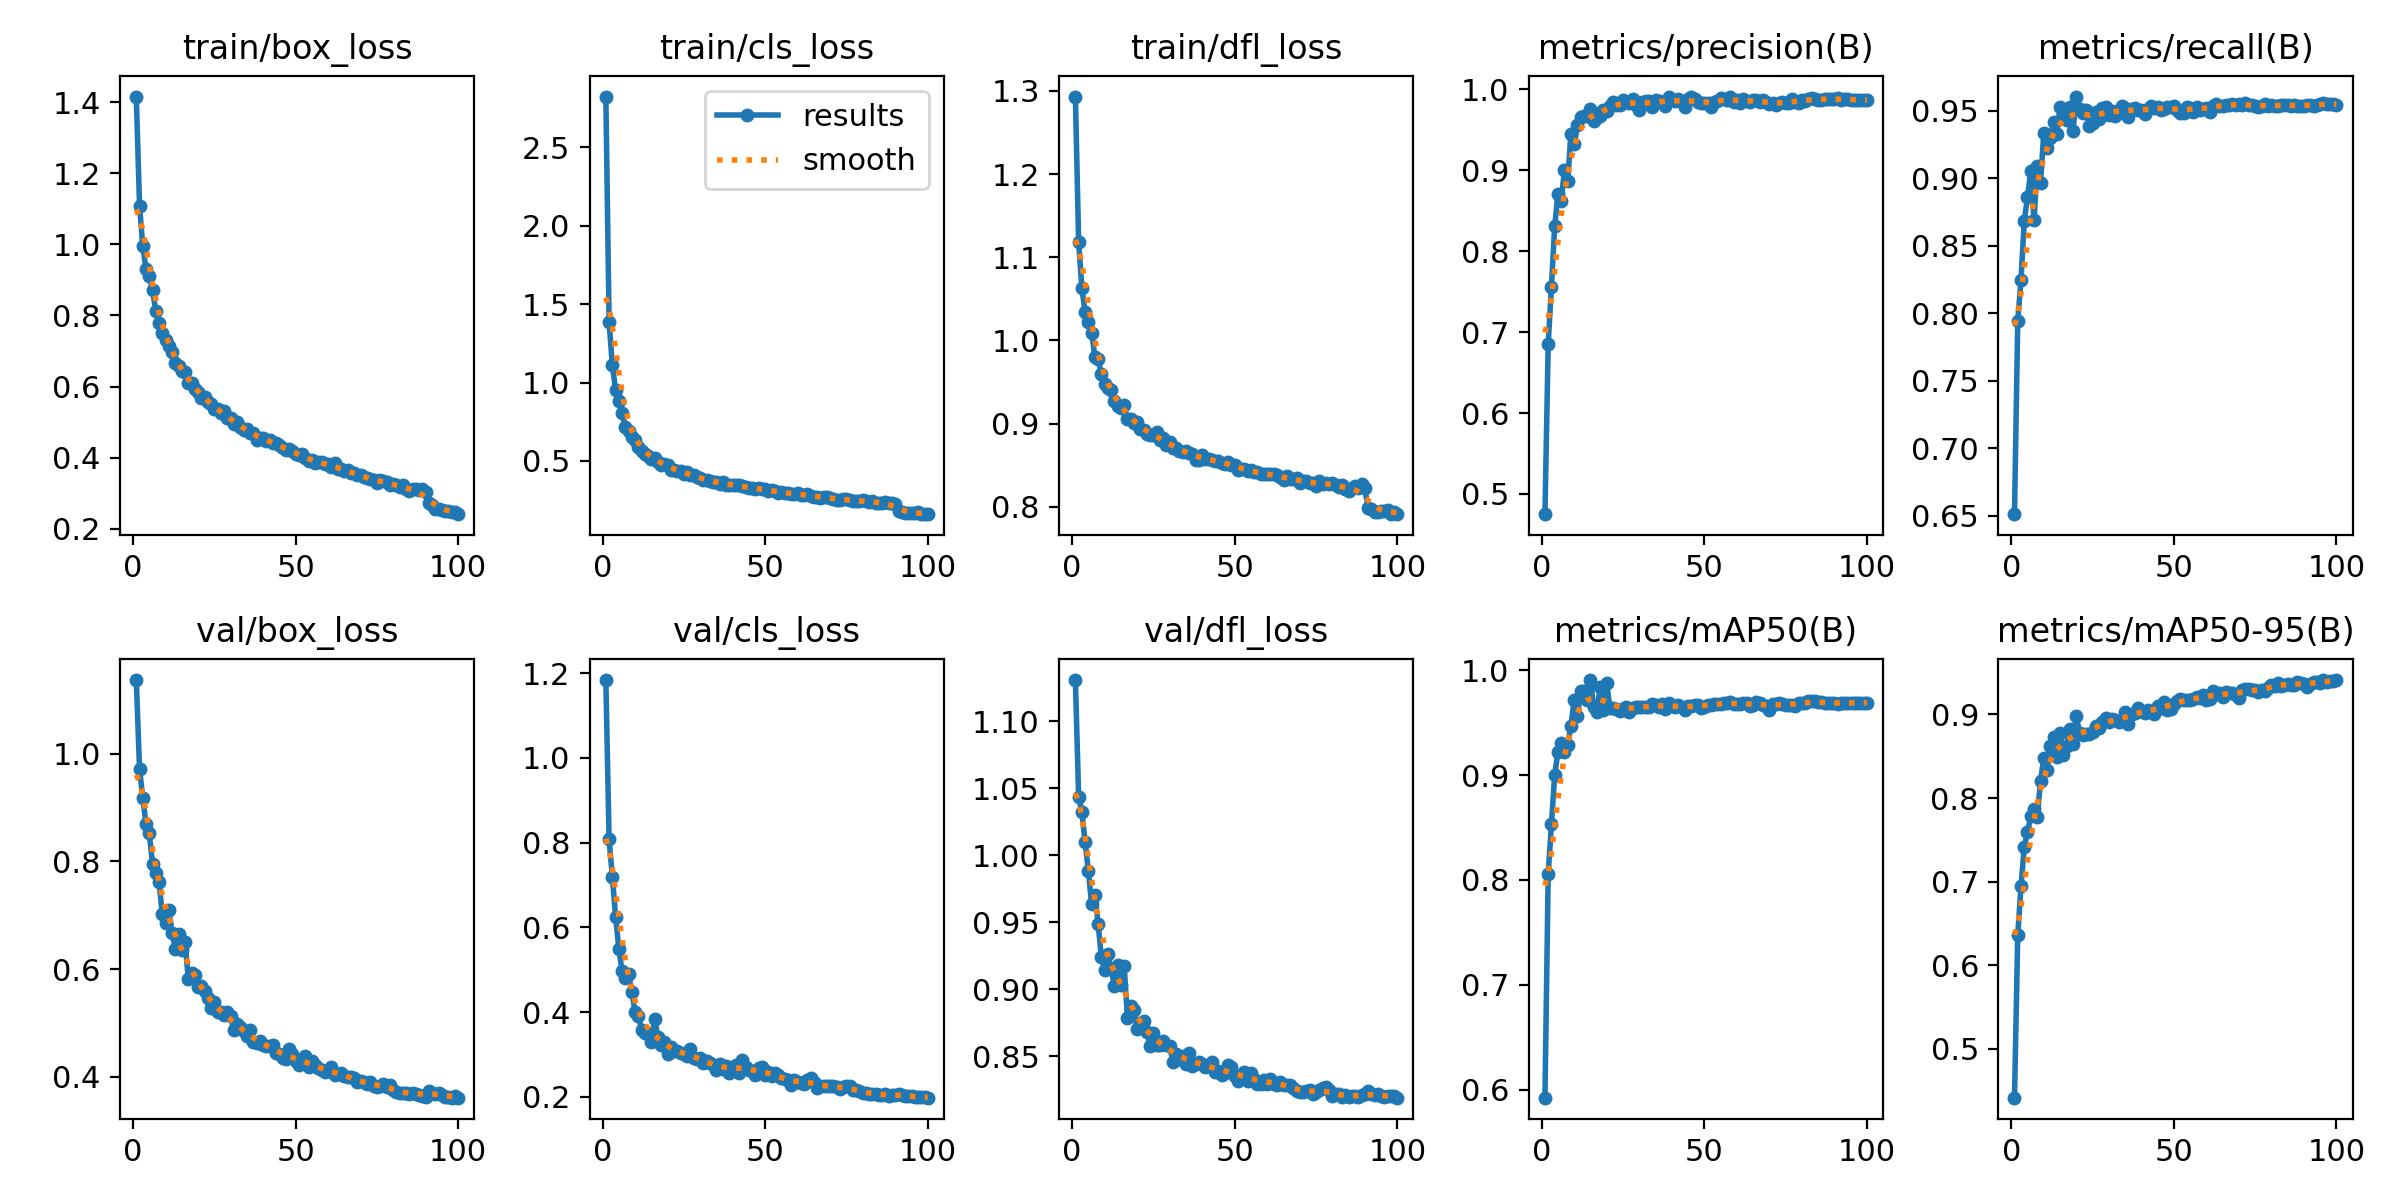 train/box_loss
1.4
1.2
1.0
0.8
0.6
0.4
0.2
0 50 100
train/cls_loss
results
smooth
2.5
2.0
1.5
1.0
0.5
0 50 100
train/dfl_loss
1.3
1.2
1.1
1.0
0.9
0.8
0 50 100
metrics/precision(B)
1.0
0.9
0.8
0.7
0.6
0.5
0 50 100
metrics/recall(B)
0.95
0.90
0.85
0.80
0.75
0.70
0.65
0 50 100
val/box_loss
1.0
0.8
0.6
0.4
0 50 100
val/cls_loss
1.2
1.0
0.8
0.6
0.4
0.2
0 50 100
val/dfl_loss
1.10
1.05
1.00
0.95
0.90
0.85
0 50 100
metrics/mAP50(B)
1.0
0.9
0.8
0.7
0.6
0 50 100
metrics/mAP50-95(B)
0.9
0.8
0.7
0.6
0.5
0 50 100